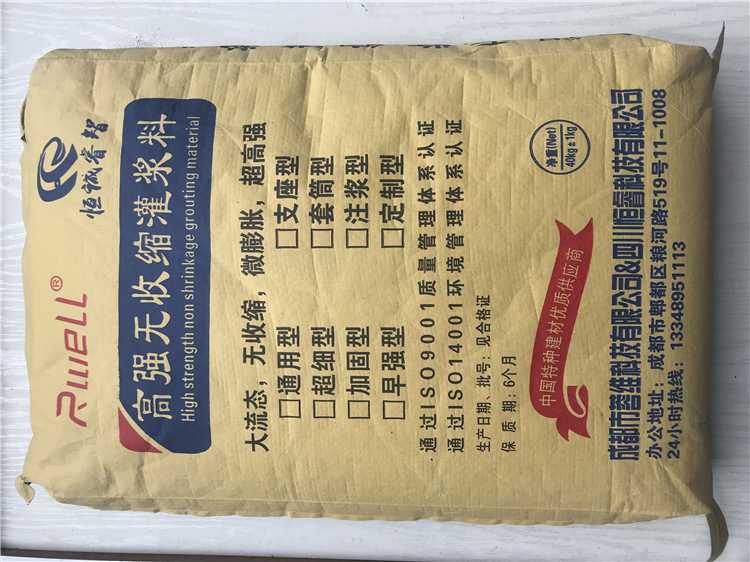 Rwell®
恒诚睿智
高强无收缩灌浆料
High strength non shrinkage grouting material
大流态，无收缩，微膨胀，超高强
□通用型 □支座型
□超细型 □套筒型
□加固型 □注浆型
□早强型 □定制型
通过ISO9001质量管理体系认证
通过ISO14001环境管理体系认证
生产日期、批号：见合格证
保 质 期：6个月
净重(Net)
40kg±1kg
中国特种建材优质供应商
成都市蓉维科技有限公司&四川恒睿科技有限公司
办公地址：成都市郫都区粮河路519号11-1008
24小时热线：13348951113